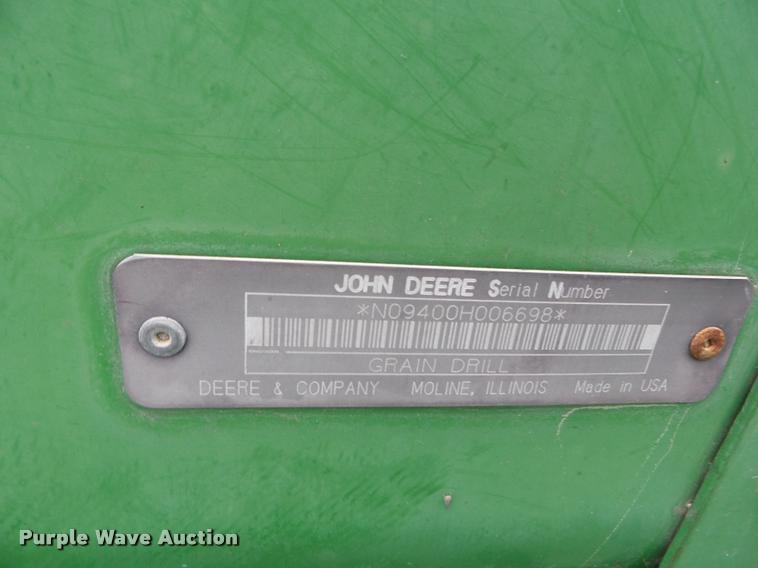 JOHN DEERE Serial Number
*N09400H006698*
GRAIN DRILL
DEERE & COMPANY MOLINE, ILLINOIS Made in USA
Purple Wave Auction